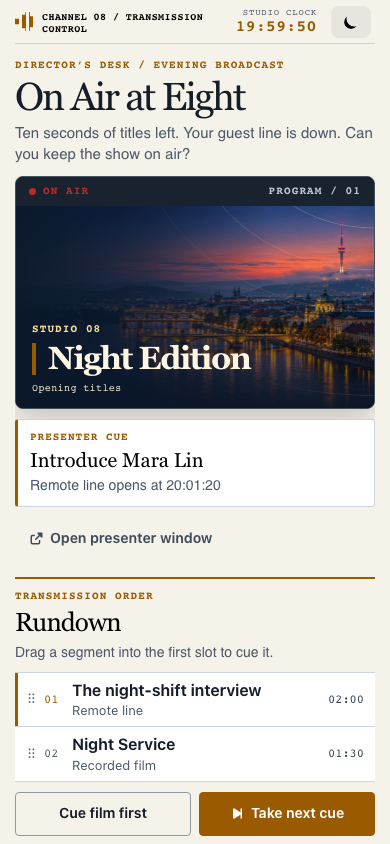 CHANNEL 08 / TRANSMISSION
CONTROL
STUDIO CLOCK
19:59:50
DIRECTOR'S DESK / EVENING BROADCAST
On Air at Eight
Ten seconds of titles left. Your guest line is down. Can
you keep the show on air?
ON AIR
PROGRAM / 01
STUDIO 08
Night Edition
Opening titles
PRESENTER CUE
Introduce Mara Lin
Remote line opens at 20:01:20
Open presenter window
TRANSMISSION ORDER
Rundown
Drag a segment into the first slot to cue it.
01 The night-shift interview 02:00
Remote line
02 Night Service 01:30
Recorded film
Cue film first
Take next cue